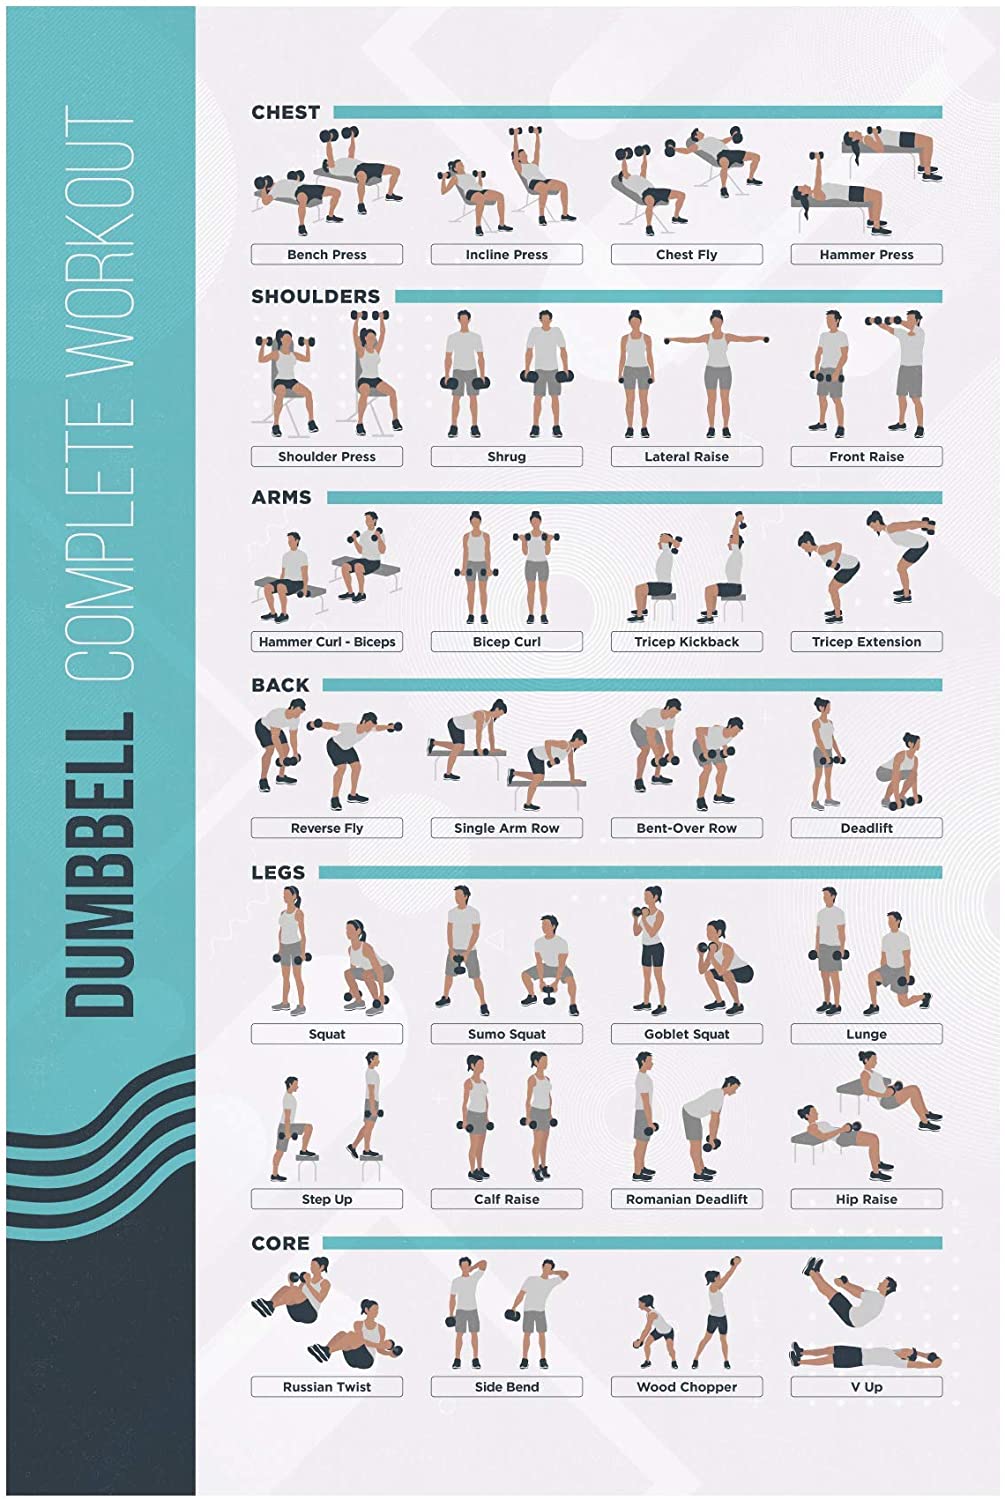 DUMBBELL COMPLETE WORKOUT
CHEST
Bench Press
Incline Press
Chest Fly
Hammer Press
SHOULDERS
Shoulder Press
Shrug
Lateral Raise
Front Raise
ARMS
Hammer Curl - Biceps
Bicep Curl
Tricep Kickback
Tricep Extension
BACK
Reverse Fly
Single Arm Row
Bent-Over Row
Deadlift
LEGS
Squat
Sumo Squat
Goblet Squat
Lunge
Step Up
Calf Raise
Romanian Deadlift
Hip Raise
CORE
Russian Twist
Side Bend
Wood Chopper
V Up